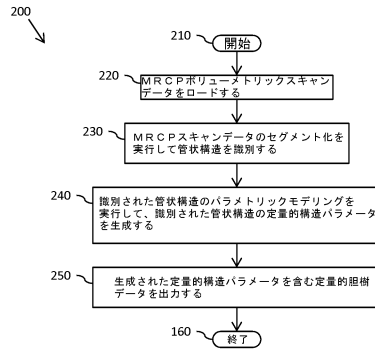 200
210
開始
220
MRCPボリューメトリックスキャン
データをロードする
230
MRCPスキャンデータのセグメント化を
実行して管状構造を識別する
240
識別された管状構造のパラメトリックモデリングを
実行して、識別された管状構造の定量的構造パラメータ
を生成する
250
生成された定量的構造パラメータを含む定量的胆樹
データを出力する
160
終了